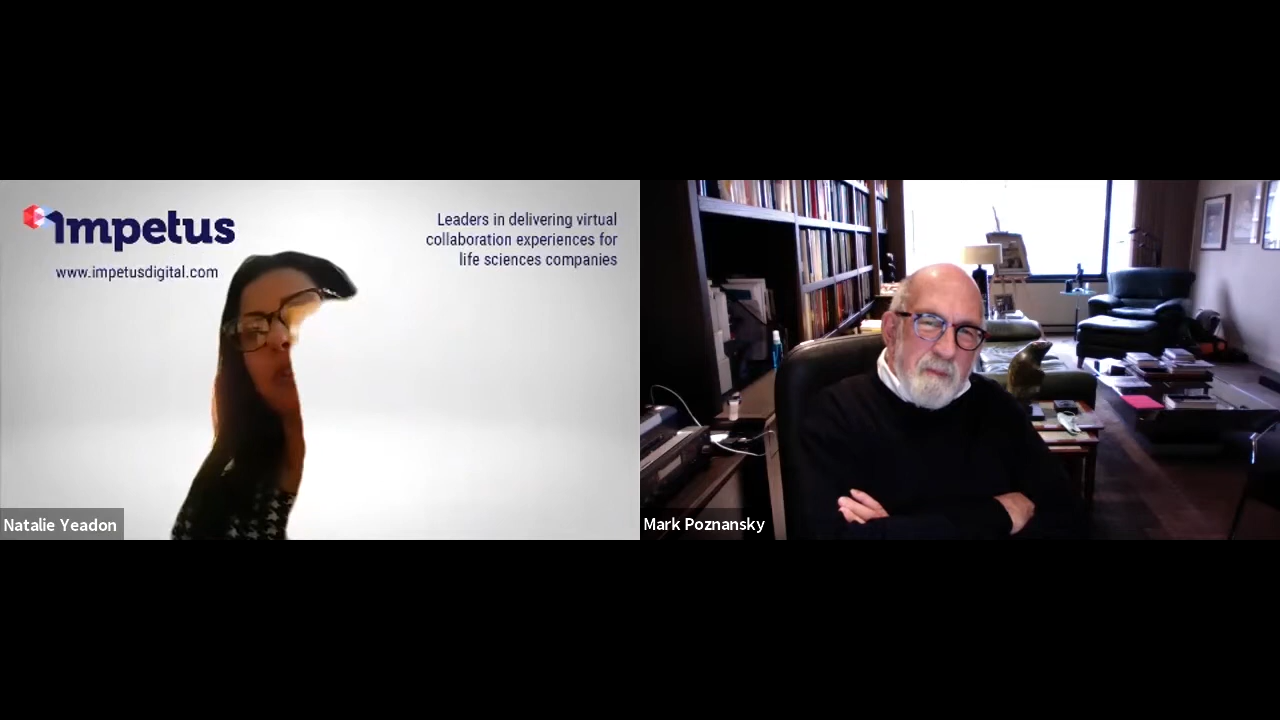 Impetus
www.impetusdigital.com
Leaders in delivering virtual
collaboration experiences for
life sciences companies
Natalie Yeadon
Mark Poznansky